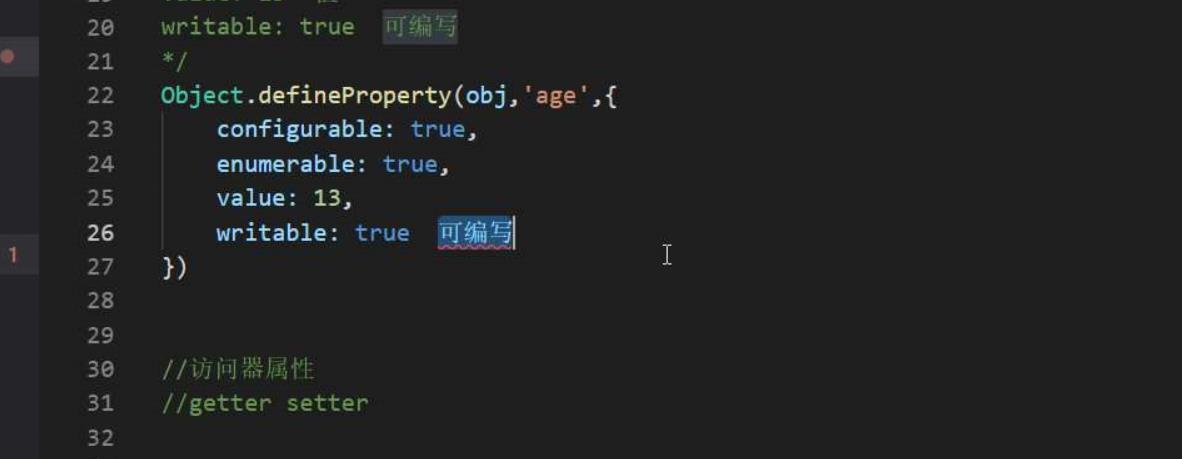 20 writable: true 可编写
21 */
22 Object.defineProperty(obj,'age',{
23 configurable: true,
24 enumerable: true,
25 value: 13,
1
26 writable: true 可编写
27 })
28
29
30 //访问器属性
31 //getter setter
32